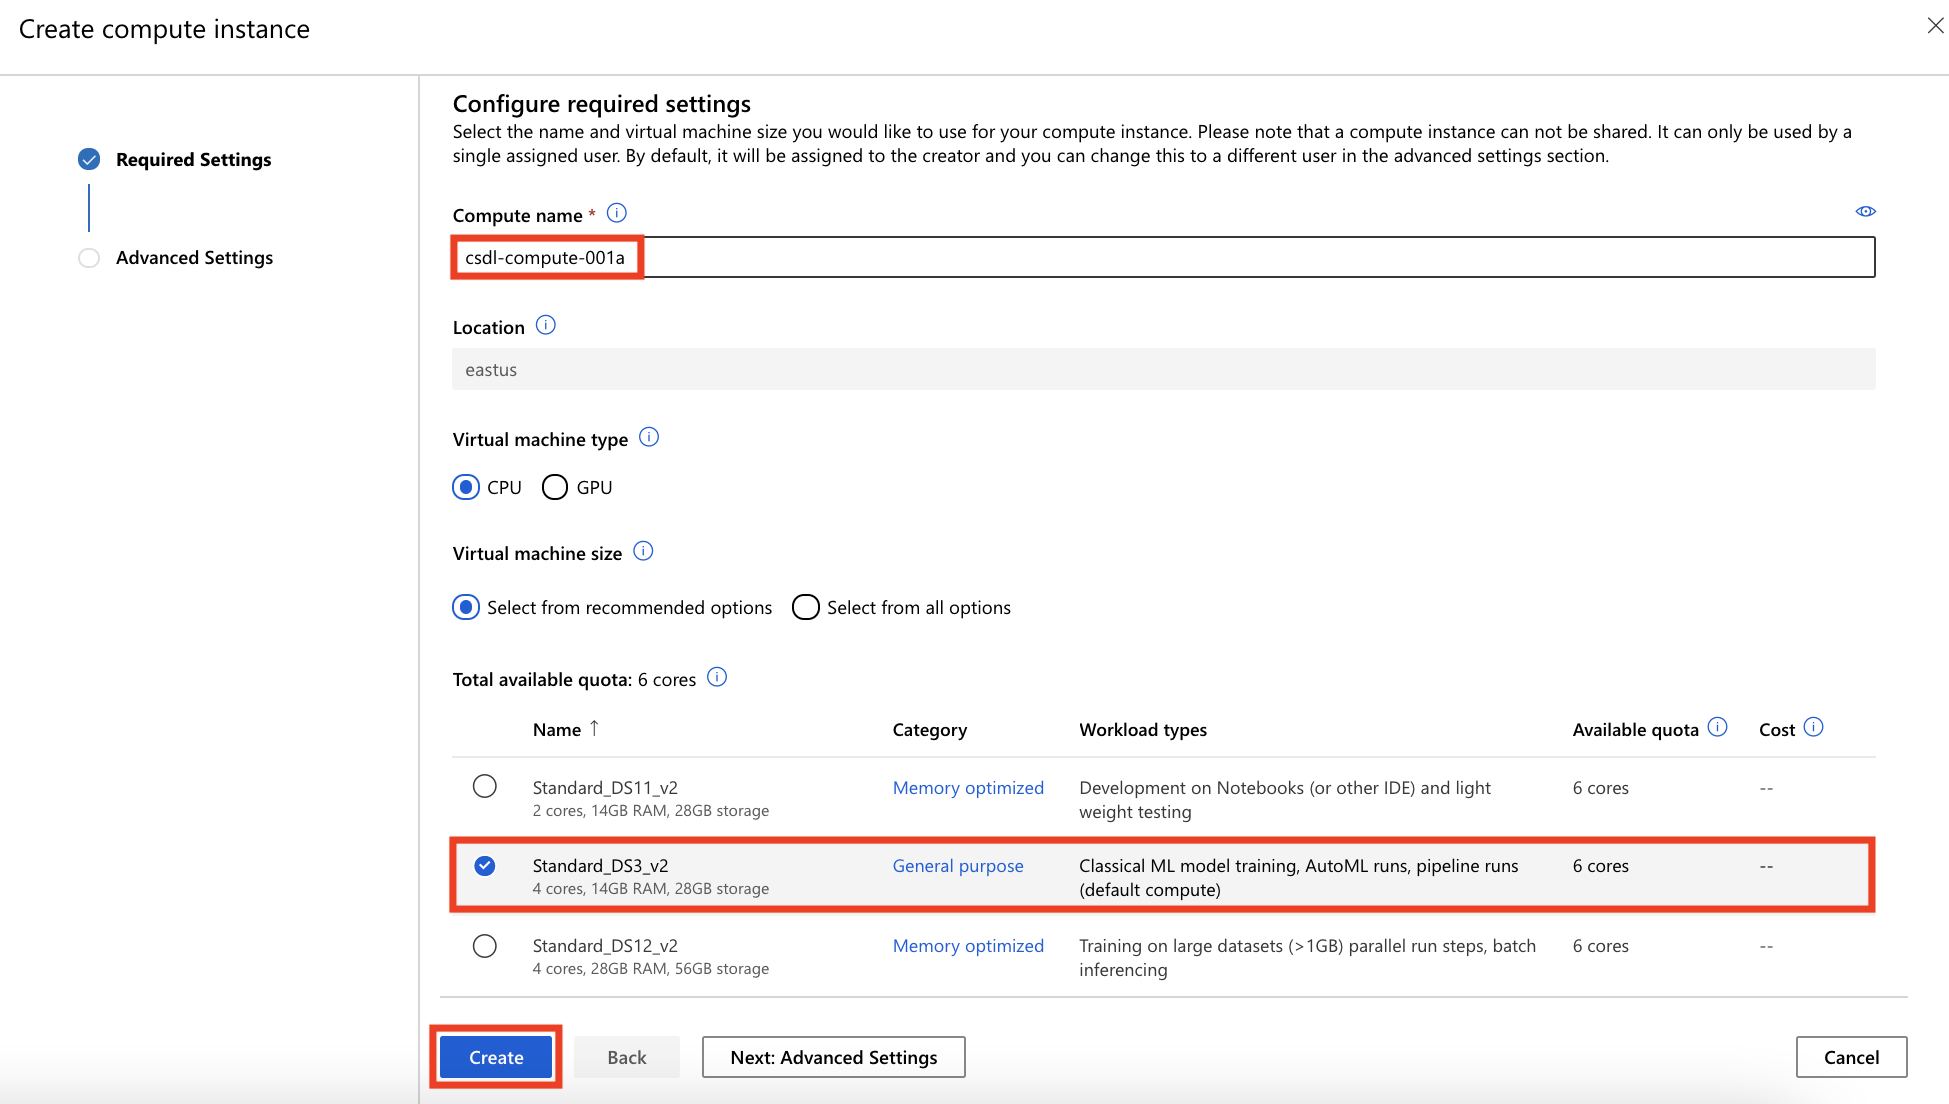 Create compute instance
Required Settings
Advanced Settings
Configure required settings
Select the name and virtual machine size you would like to use for your compute instance. Please note that a compute instance can not be shared. It can only be used by a
single assigned user. By default, it will be assigned to the creator and you can change this to a different user in the advanced settings section.
Compute name *
csdl-compute-001a
Location
eastus
Virtual machine type
CPU GPU
Virtual machine size
Select from recommended options Select from all options
Total available quota: 6 cores
Name ↑ Category Workload types Available quota Cost
Standard_DS11_v2 Memory optimized Development on Notebooks (or other IDE) and light 6 cores --
2 cores, 14GB RAM, 28GB storage weight testing
Standard_DS3_v2 General purpose Classical ML model training, AutoML runs, pipeline runs 6 cores --
4 cores, 14GB RAM, 28GB storage (default compute)
Standard_DS12_v2 Memory optimized Training on large datasets (>1GB) parallel run steps, batch 6 cores --
4 cores, 28GB RAM, 56GB storage inferencing
Create Back Next: Advanced Settings Cancel